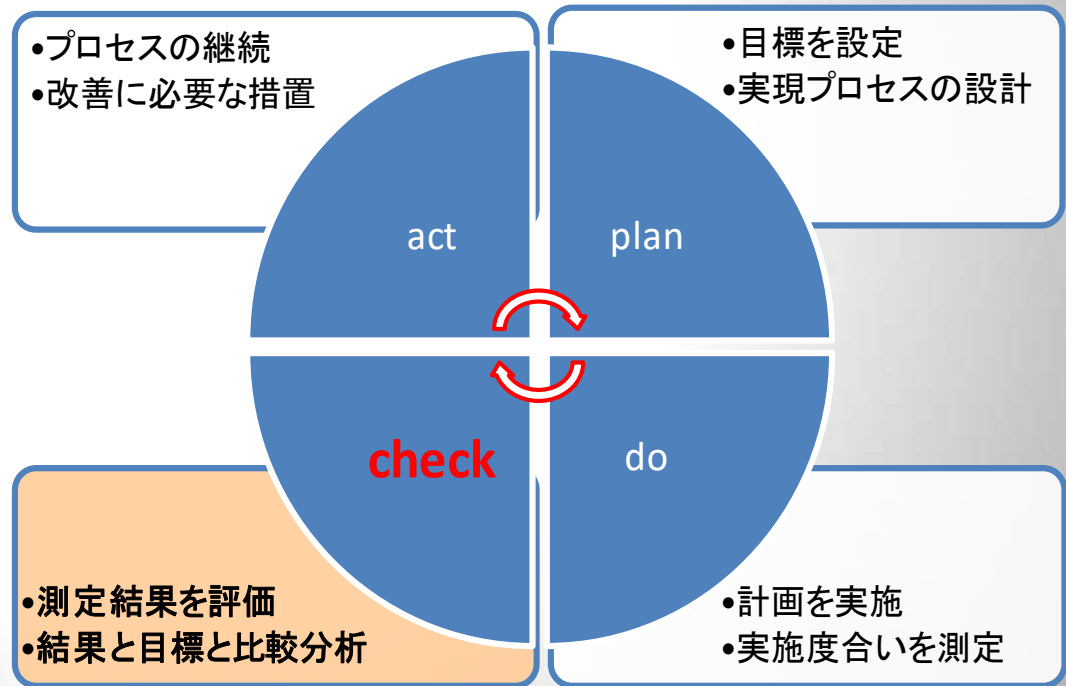 •プロセスの継続
•改善に必要な措置
•目標を設定
•実現プロセスの設計
act
plan
check
do
•測定結果を評価
•結果と目標と比較分析
•計画を実施
•実施度合いを測定